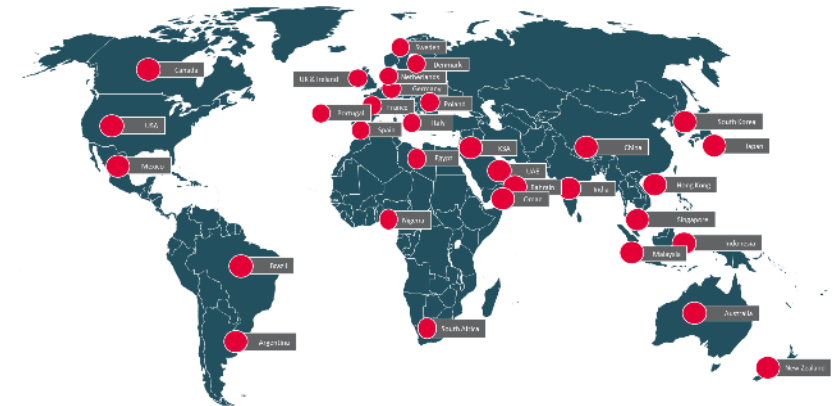 Sweden
Denmark
Canada
UK & Ireland
Netherlands
Germany
Portugal
France
Poland
USA
Spain
Italy
South Korea
Mexico
Egypt
KSA
China
Japan
UAE
Bahrain
India
Hong Kong
Oman
Nigeria
Singapore
Indonesia
Malaysia
Brazil
Australia
South Africa
Argentina
New Zealand